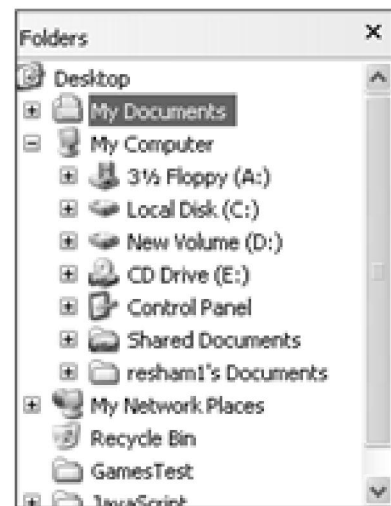 Folders
Desktop
My Documents
My Computer
3½ Floppy (A:)
Local Disk (C:)
New Volume (D:)
CD Drive (E:)
Control Panel
Shared Documents
resham1's Documents
My Network Places
Recycle Bin
GamesTest
JavaScript